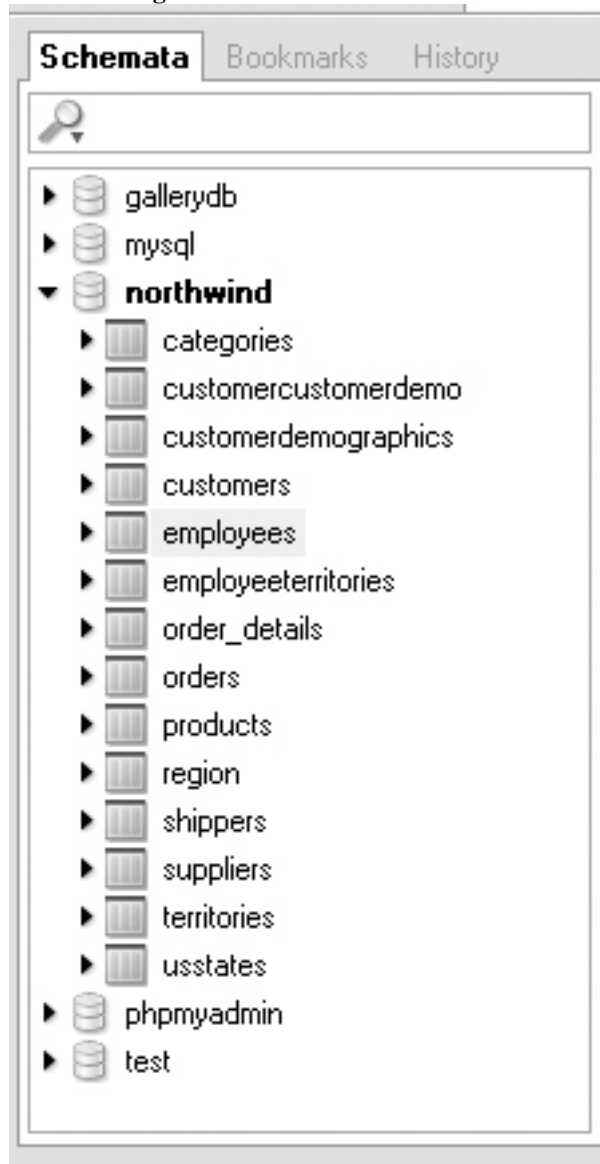 Schemata Bookmarks History
gallerydb
mysql
northwind
categories
customercustomerdemo
customerdemographics
customers
employees
employeeterritories
order_details
orders
products
region
shippers
suppliers
territories
usstates
phpmyadmin
test